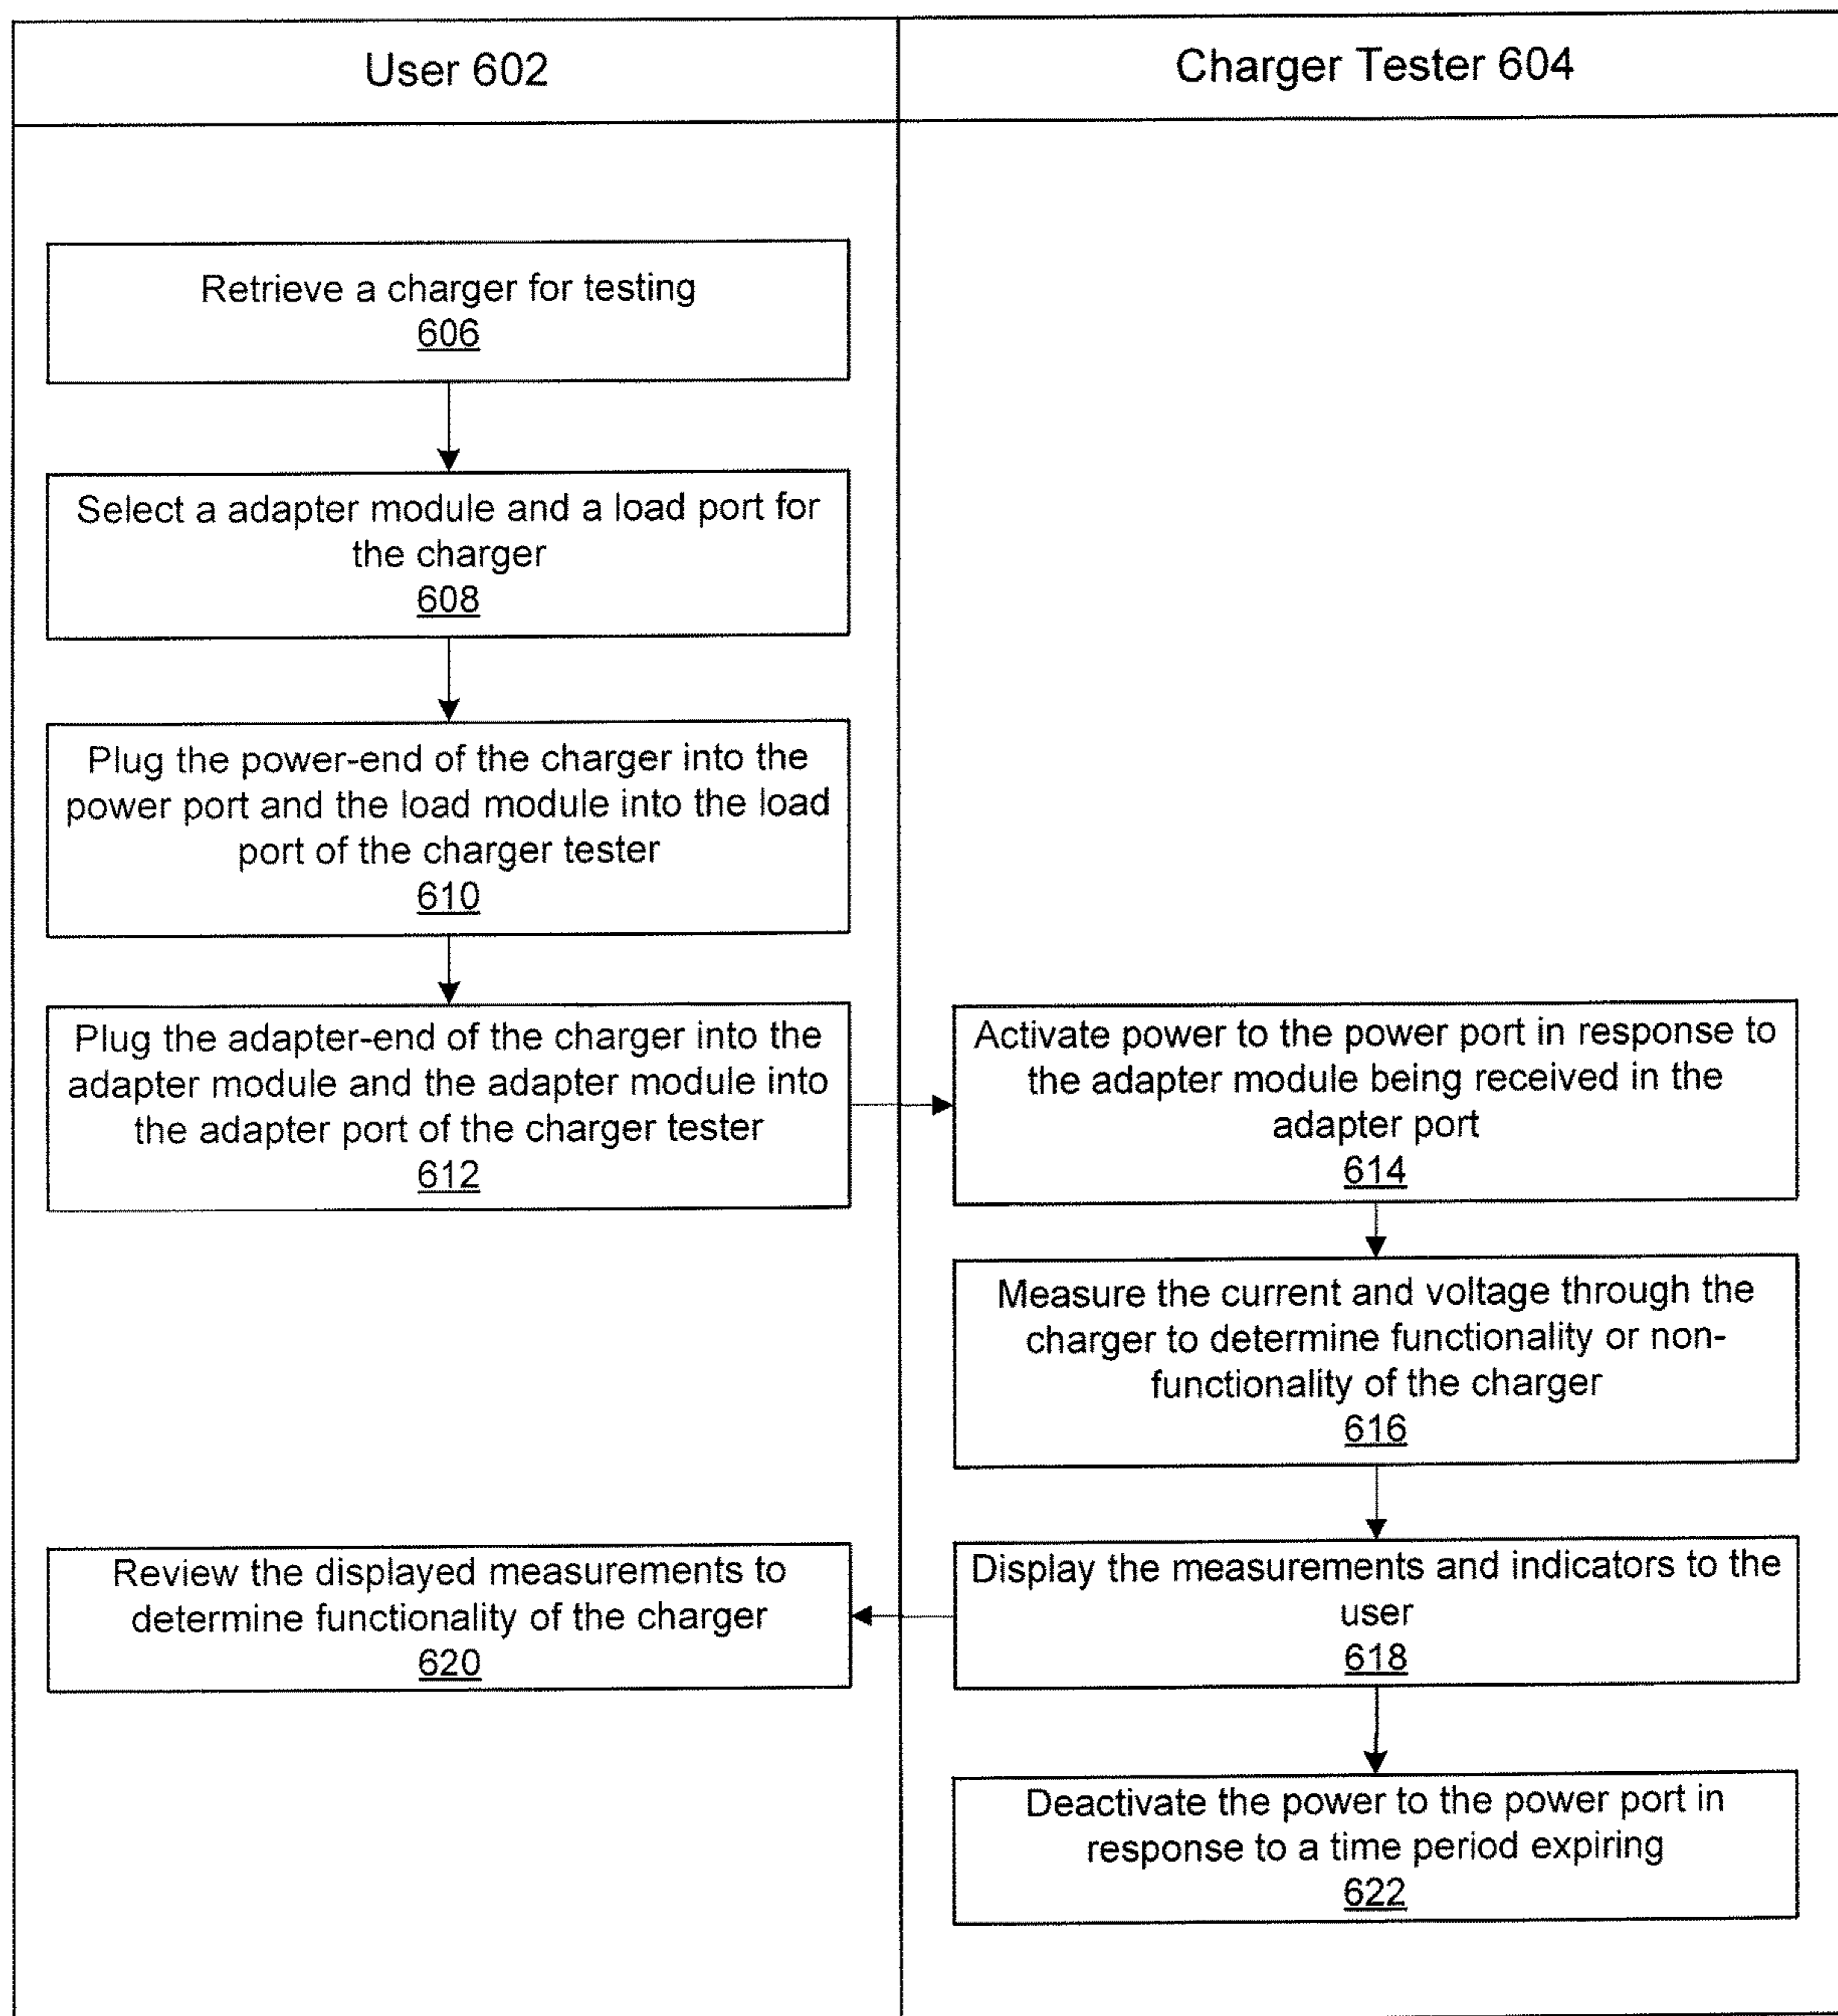 User 602
Charger Tester 604
Retrieve a charger for testing
606
Select a adapter module and a load port for
the charger
608
Plug the power-end of the charger into the
power port and the load module into the load
port of the charger tester
610
Plug the adapter-end of the charger into the
adapter module and the adapter module into
the adapter port of the charger tester
612
Activate power to the power port in response to
the adapter module being received in the
adapter port
614
Measure the current and voltage through the
charger to determine functionality or non-
functionality of the charger
616
Display the measurements and indicators to the
user
618
Review the displayed measurements to
determine functionality of the charger
620
Deactivate the power to the power port in
response to a time period expiring
622